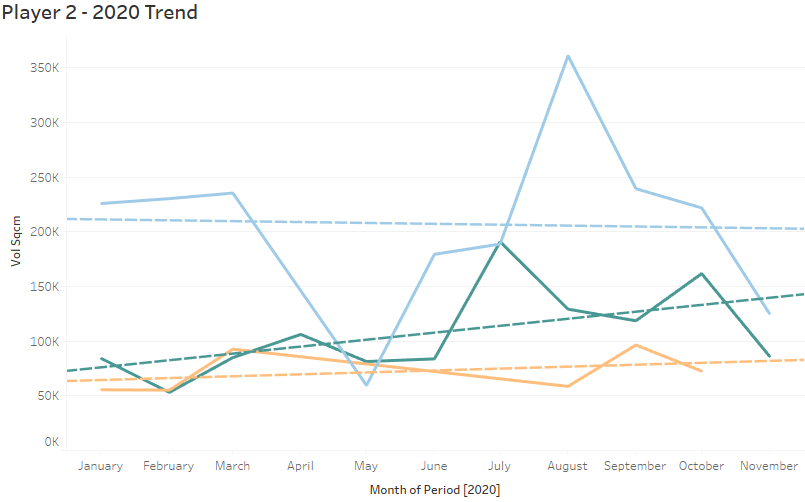 Player 2 - 2020 Trend
350K
300K
250K
200K
150K
100K
50K
0K
Vol Sqcm
January February March April May June July August September October November
Month of Period [2020]